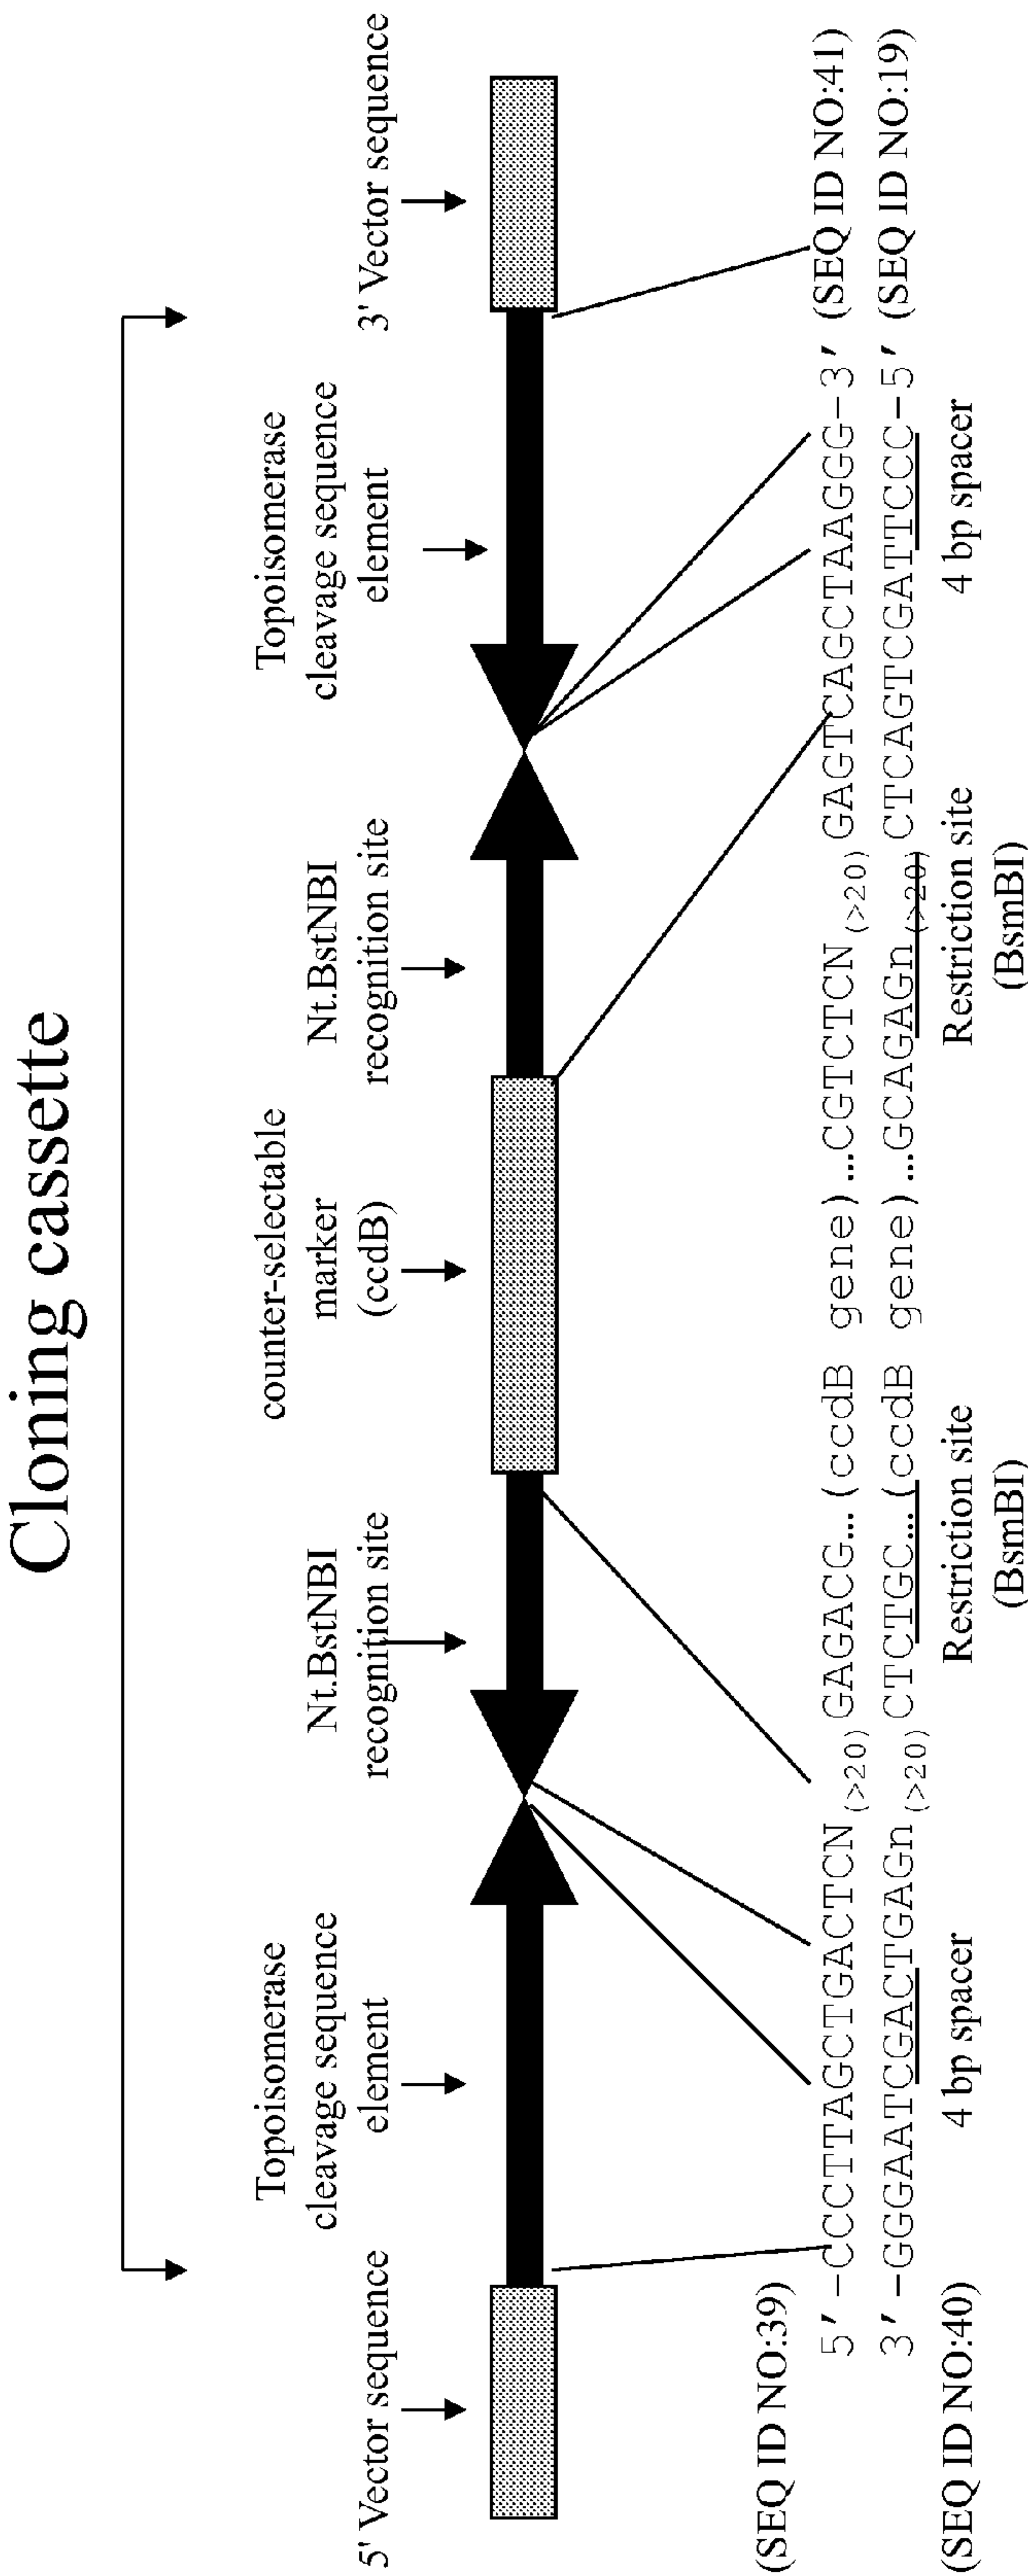 Cloning cassette
5' Vector sequence
Topoisomerase
cleavage sequence
element
Nt.BstNBI
recognition site
counter-selectable
marker
(ccdB)
Nt.BstNBI
recognition site
Topoisomerase
cleavage sequence
element
3' Vector sequence
(SEQ ID NO:39)
5'-CCCTTAGCTGACTCN(>20) GAGACG...(ccdB gene)...CGTCTCN(>20) GAGTCAGCTAAGGG-3' (SEQ ID NO:41)
3'-GGGAATCGACTGAGn(>20) CTCTGC...(ccdB gene)...GCAGAGn(>20) CTCAGTCGATTCCC-5' (SEQ ID NO:19)
(SEQ ID NO:40)
4 bp spacer
Restriction site
(BsmBI)
Restriction site
(BsmBI)
4 bp spacer